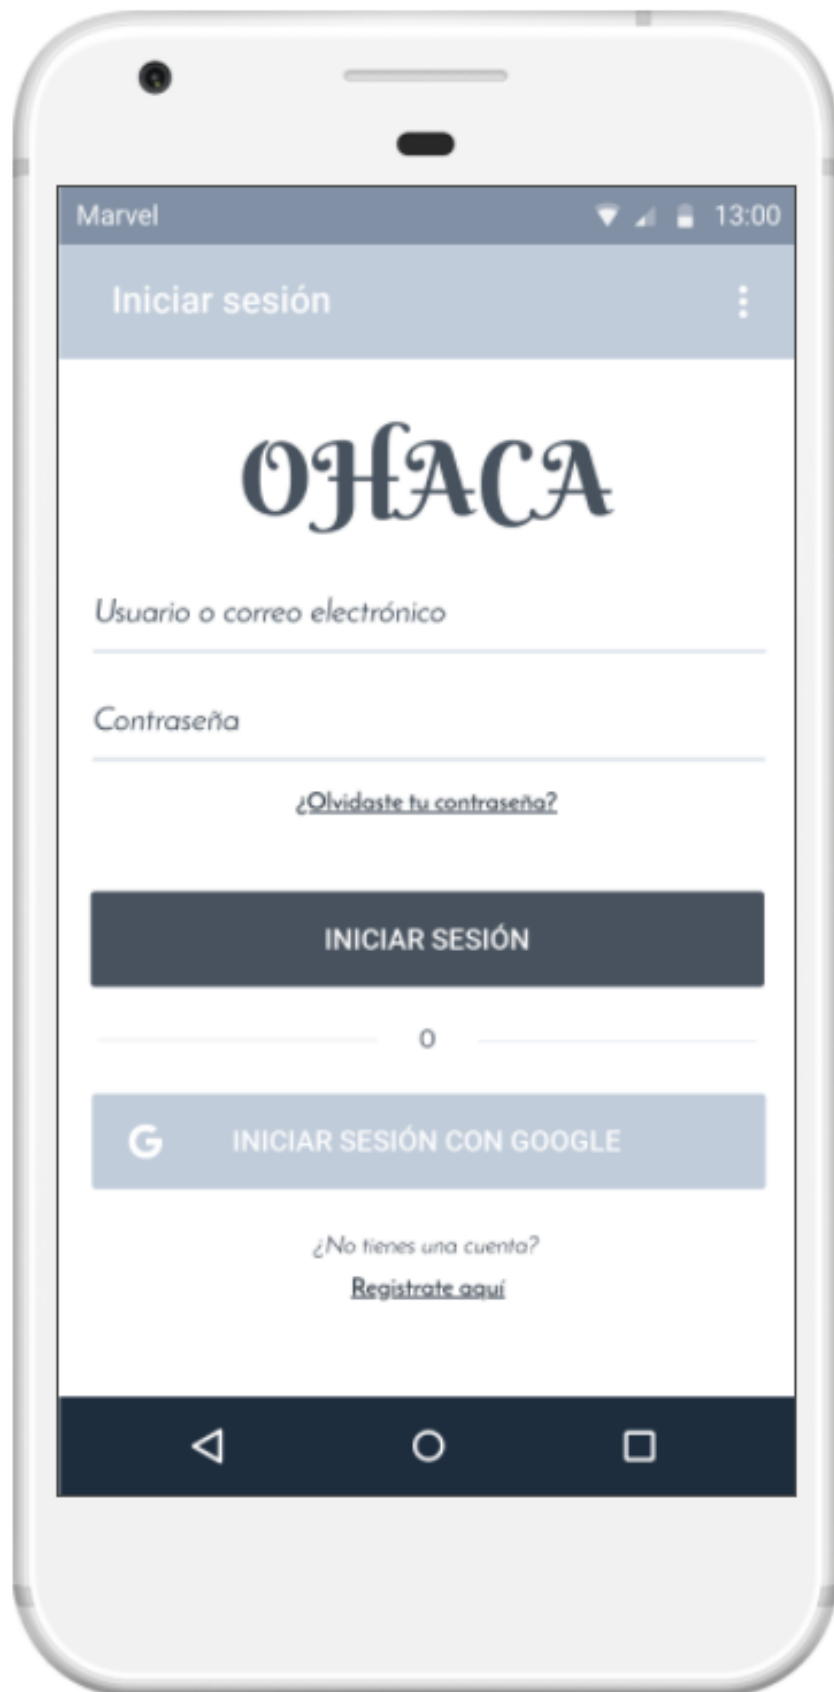 Marvel 13:00
Iniciar sesión
OHACA
Usuario o correo electrónico
Contraseña
¿Olvidaste tu contraseña?
INICIAR SESIÓN
O
G INICIAR SESIÓN CON GOOGLE
¿No tienes una cuenta?
Registrate aquí